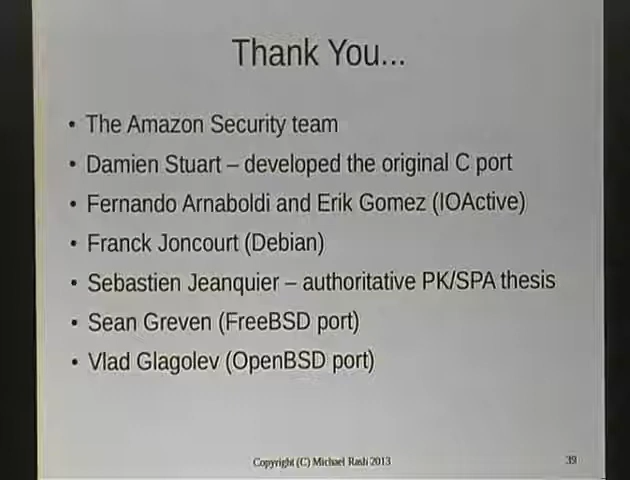 Thank You...
• The Amazon Security team
• Damien Stuart – developed the original C port
• Fernando Arnaboldi and Erik Gomez (IOActive)
• Franck Joncourt (Debian)
• Sebastien Jeanquier – authoritative PK/SPA thesis
• Sean Greven (FreeBSD port)
• Vlad Glagolev (OpenBSD port)
Copyright (C) Michael Rash 2013
39